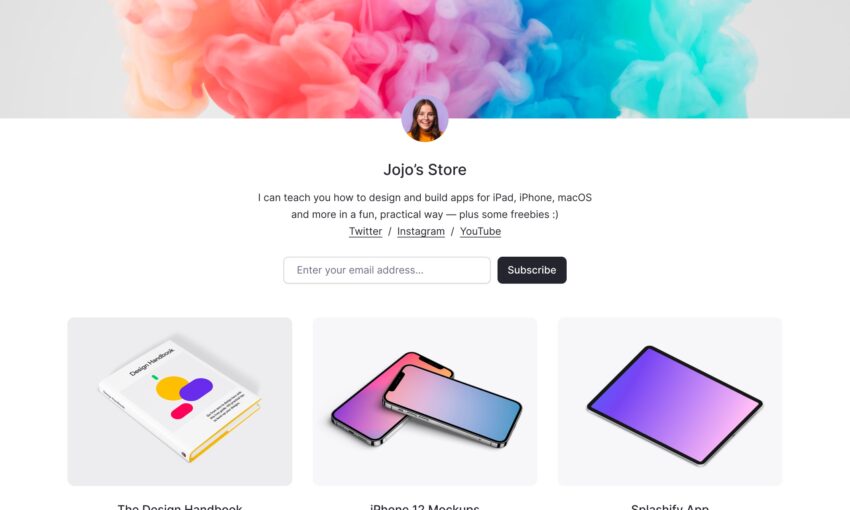 Jojo’s Store
I can teach you how to design and build apps for iPad, iPhone, macOS
and more in a fun, practical way — plus some freebies :)
Twitter / Instagram / YouTube
Enter your email address...
Subscribe
Design Handbook
The Design Handbook
iPhone 12 Mockups
Splashify App